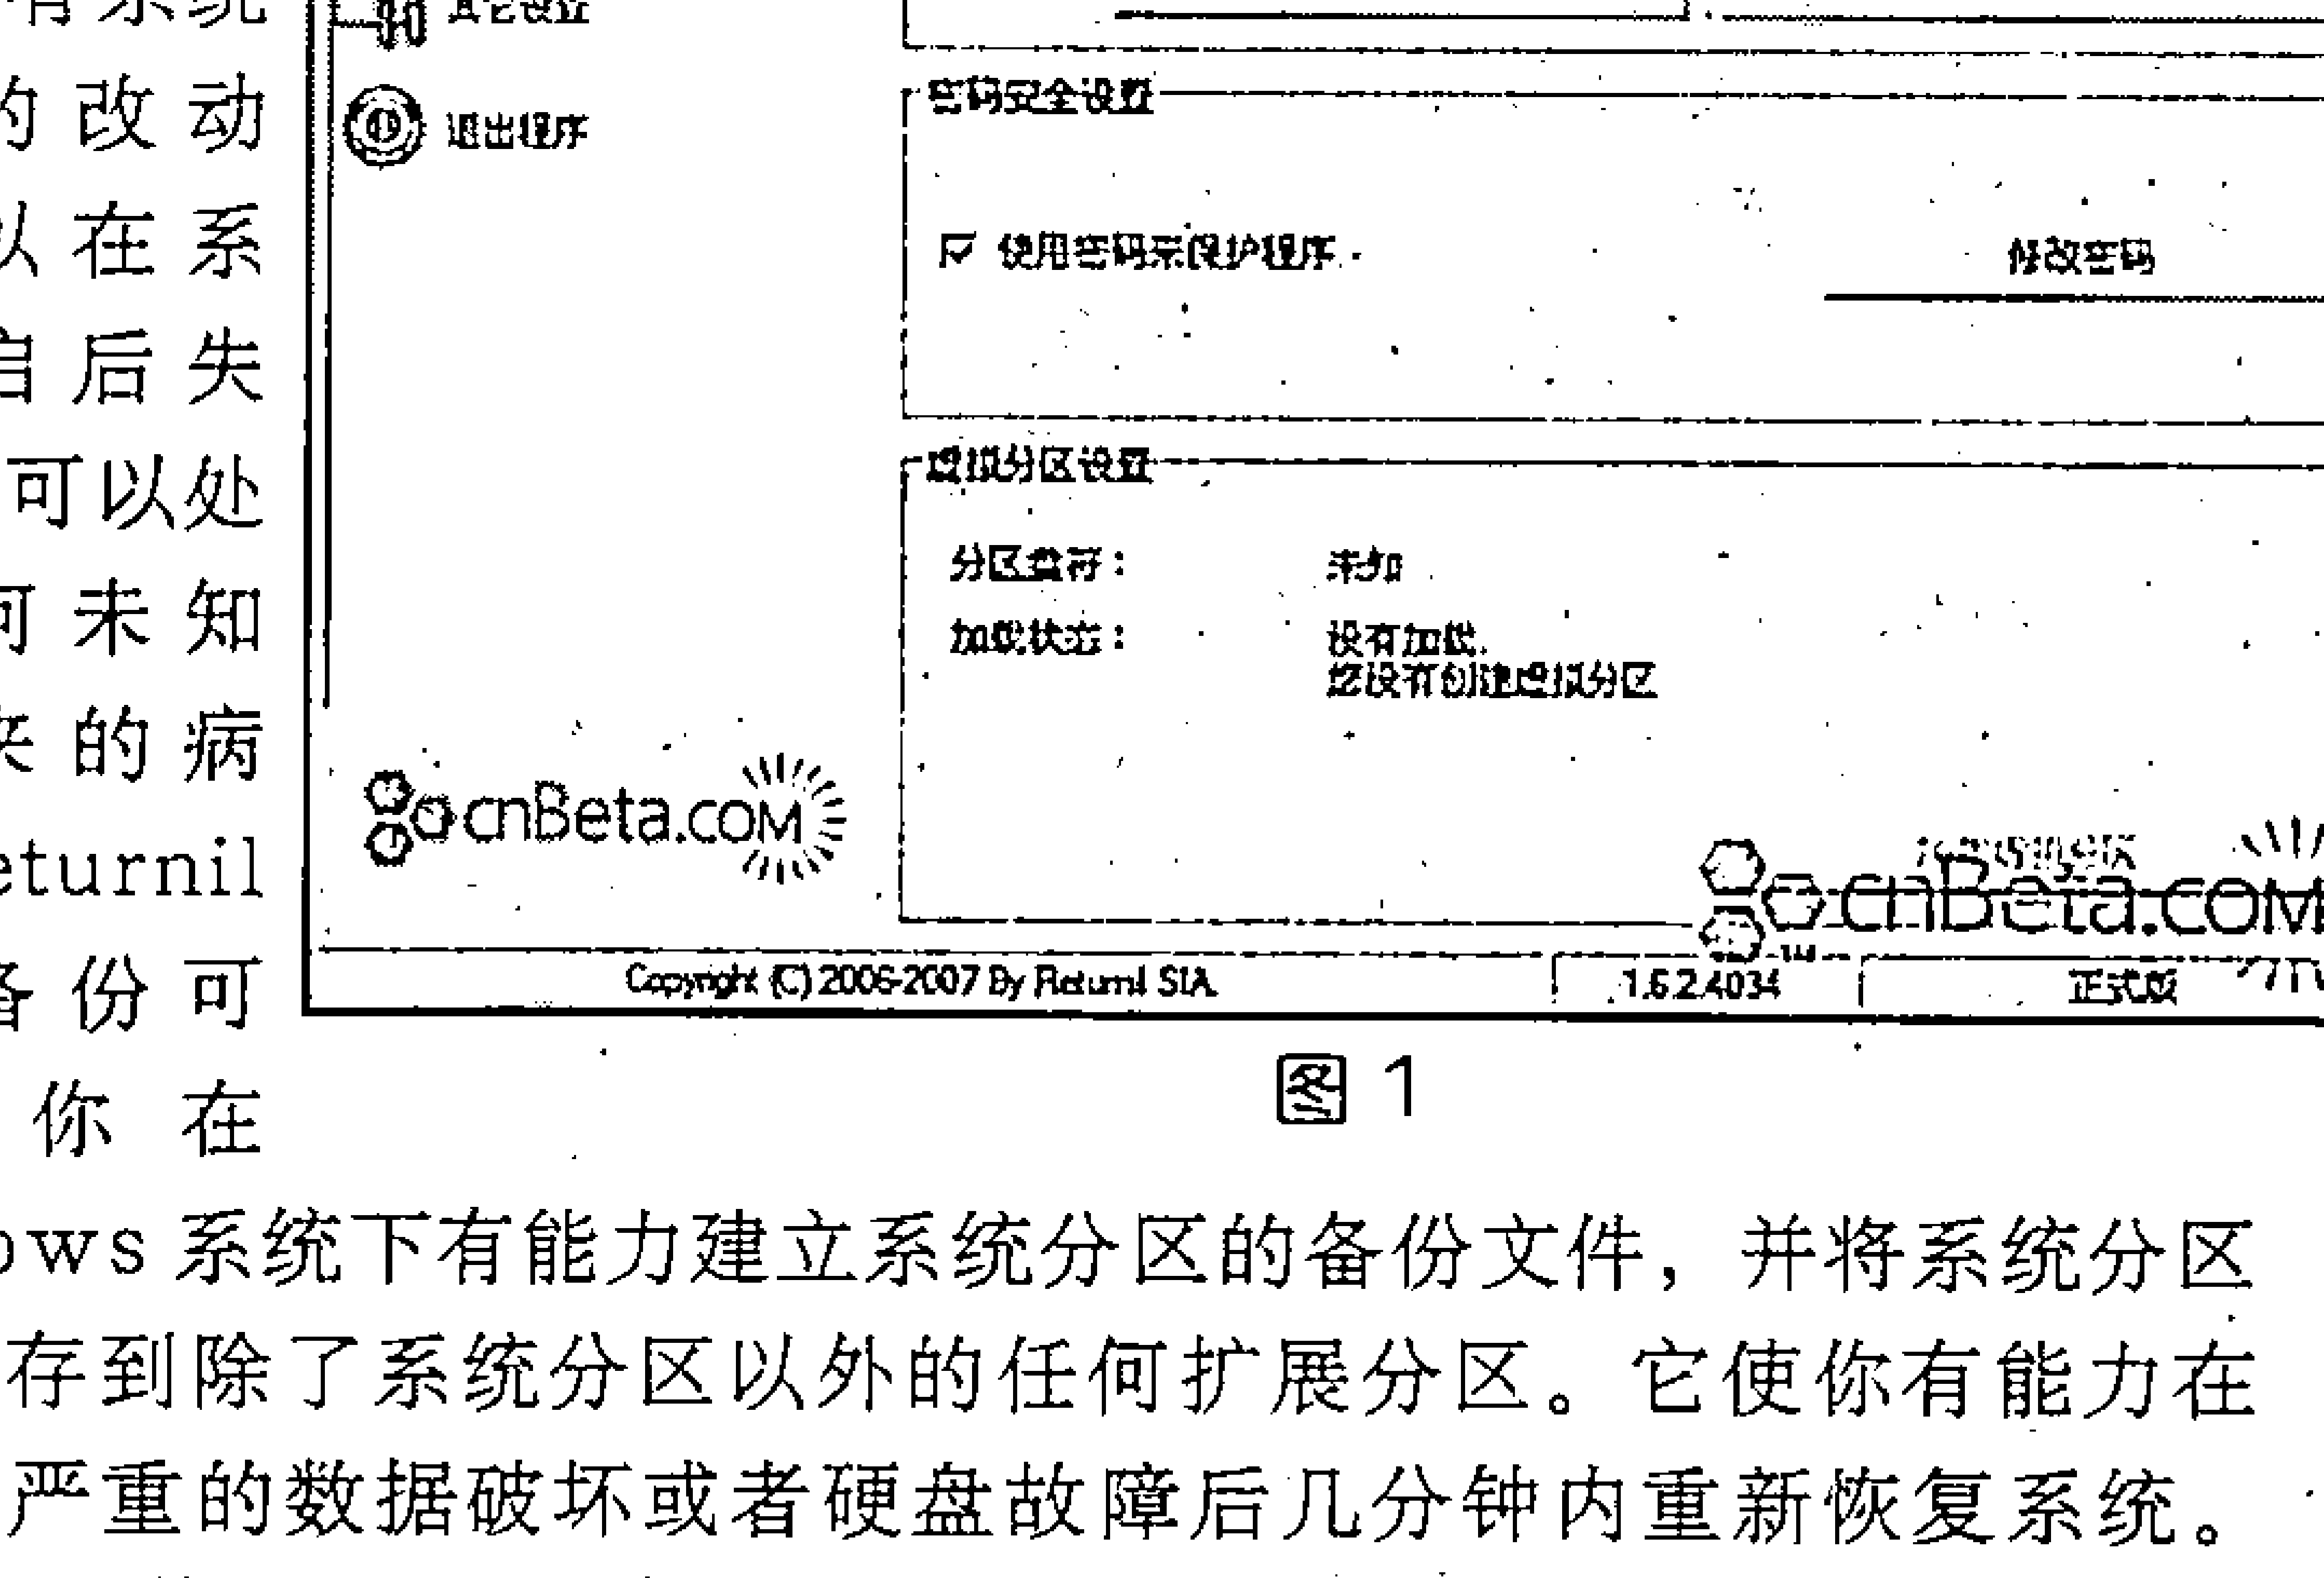 有系统
的改动
以在系
启后失
可以处
何未知
来的病
eturnil
备份可
你在
其它设置
退出程序
密码安全设置
使用密码来保护程序
修改密码
虚拟分区设置
分区盘符： 未知
加载状态： 没有加载.
您没有创建虚拟分区
cnBeta.COM
cnBeta.COM
Copyright (C) 2006-2007 By Returnil SIA
1.6.2.4034
正式版
图 1
ows 系统下有能力建立系统分区的备份文件，并将系统分区
存到除了系统分区以外的任何扩展分区。它使你有能力在
严重的数据破坏或者硬盘故障后几分钟内重新恢复系统。